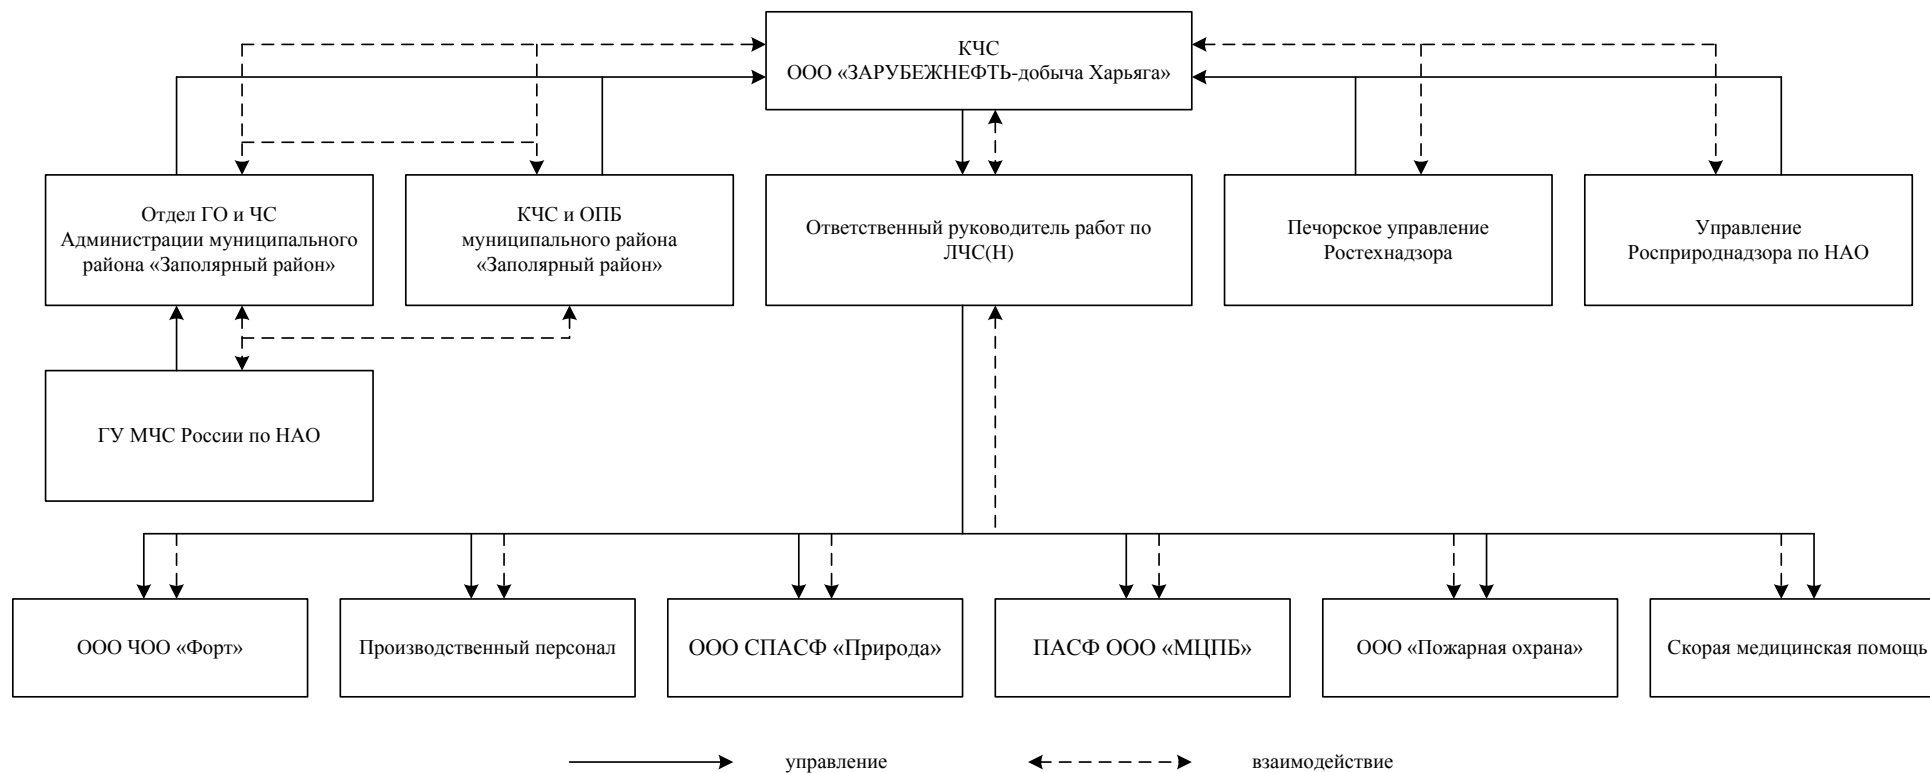 КЧС
ООО «ЗАРУБЕЖНЕФТЬ-добыча Харьяга»
Отдел ГО и ЧС
Администрации муниципального
района «Заполярный район»
КЧС и ОПБ
муниципального района
«Заполярный район»
Ответственный руководитель работ по
ЛЧС(Н)
Печорское управление
Ростехнадзора
Управление
Росприроднадзора по НАО
ГУ МЧС России по НАО
ООО ЧОО «Форт»
Производственный персонал
ООО СПАСФ «Природа»
ПАСФ ООО «МЦПБ»
ООО «Пожарная охрана»
Скорая медицинская помощь
управление
взаимодействие